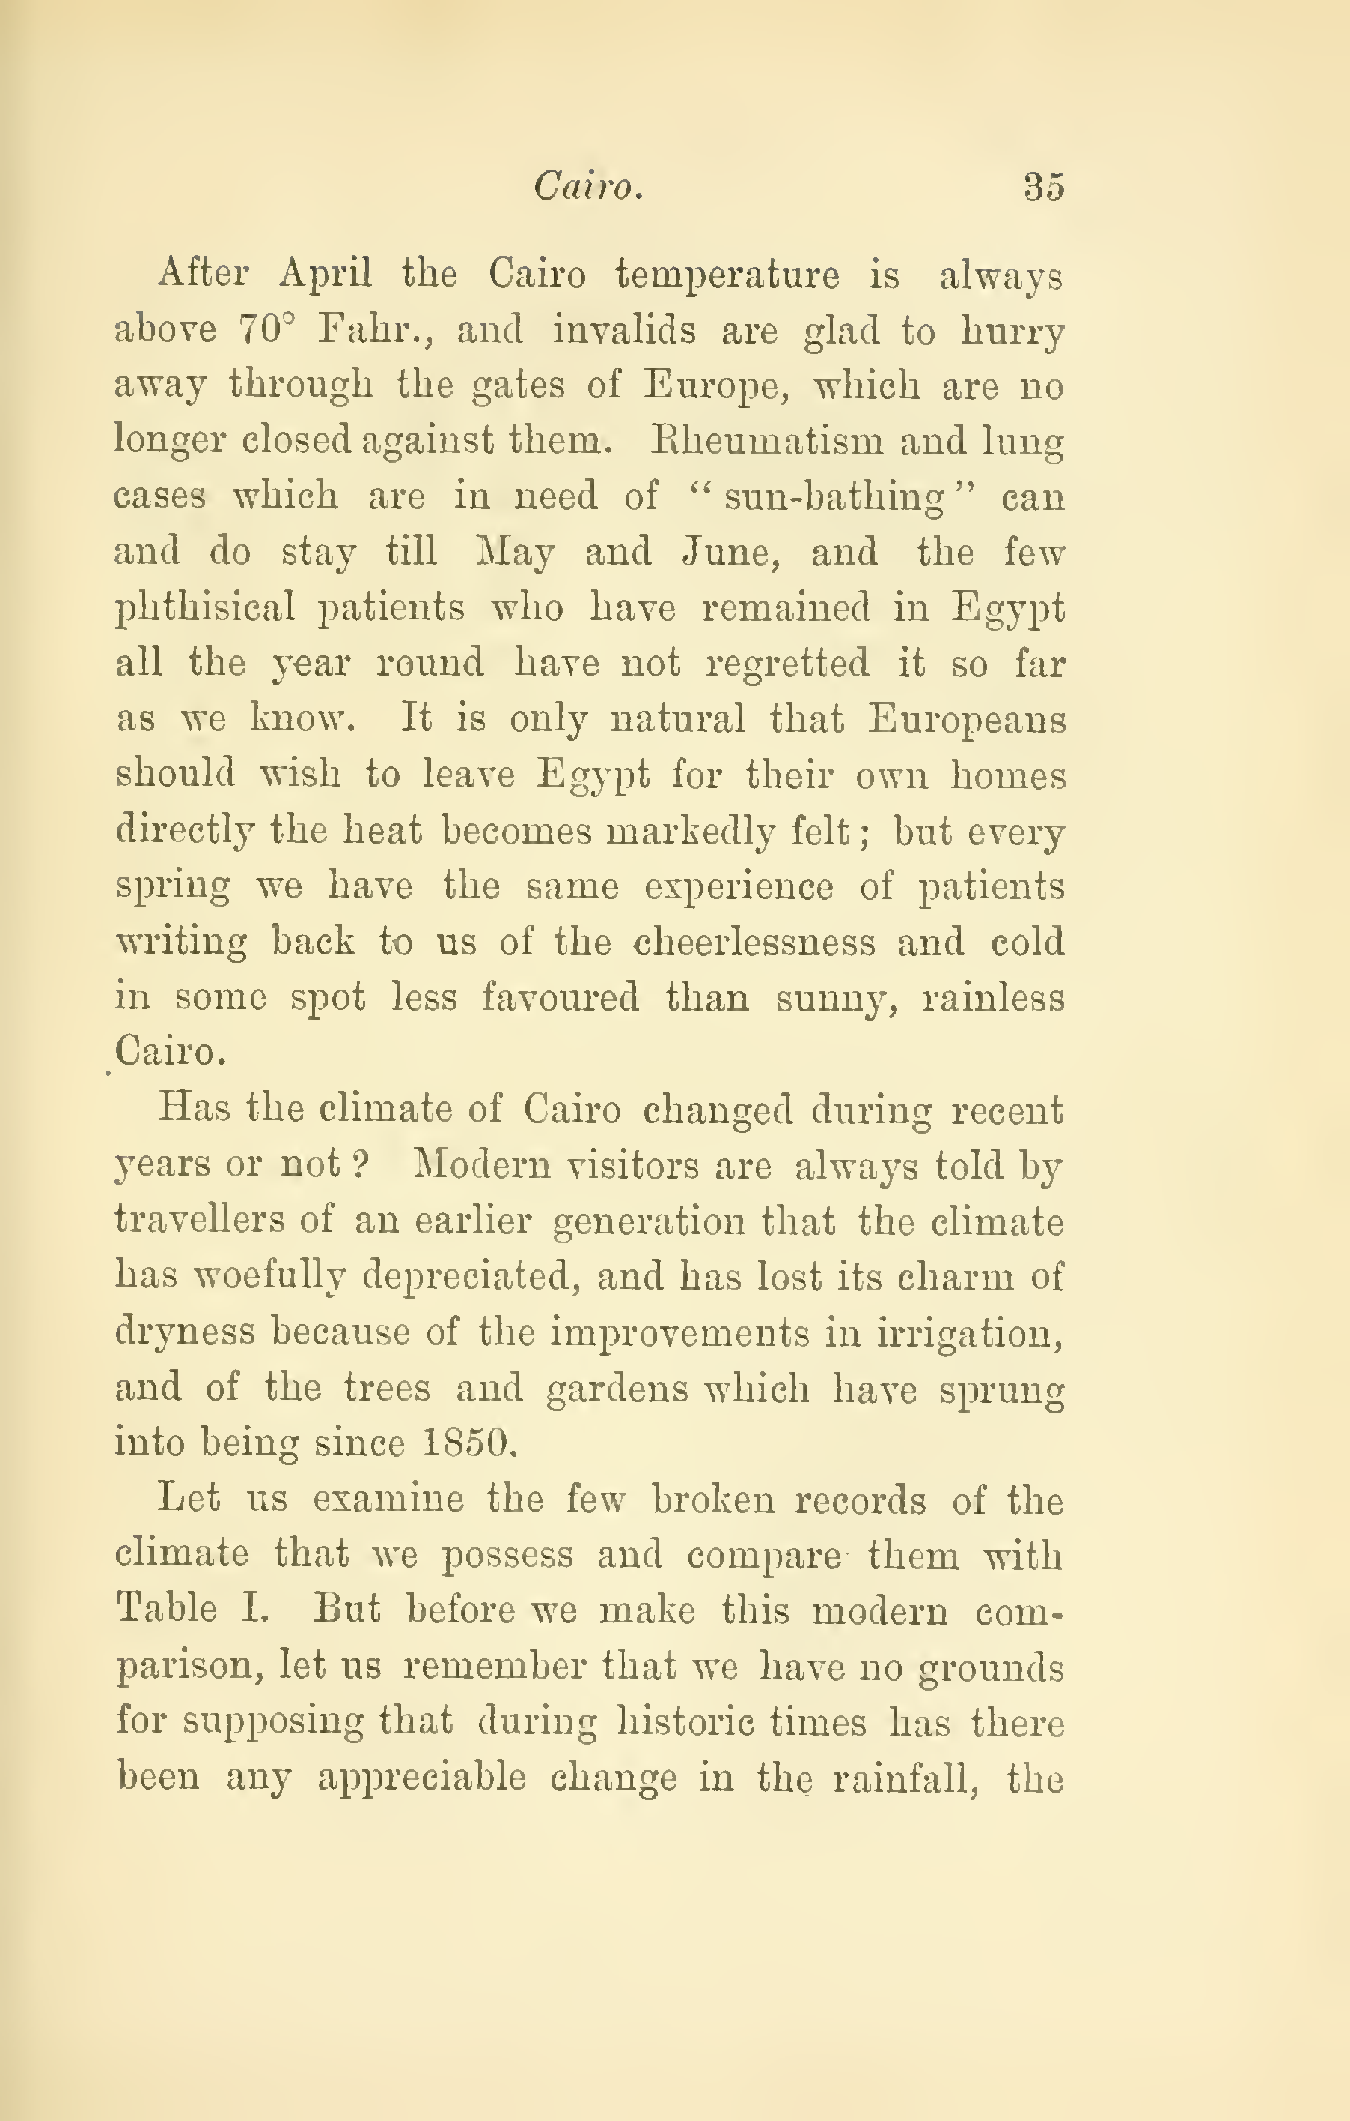 Cairo. 35
After April the Cairo temperature is always
above 70° Fahr., and invalids are glad to hurry
away through the gates of Europe, which are no
longer closed against them. Rheumatism and lung
cases which are in need of “sun-bathing” can
and do stay till May and June, and the few
phthisical patients who have remained in Egypt
all the year round have not regretted it so far
as we know. It is only natural that Europeans
should wish to leave Egypt for their own homes
directly the heat becomes markedly felt; but every
spring we have the same experience of patients
writing back to us of the cheerlessness and cold
in some spot less favoured than sunny, rainless
Cairo.
Has the climate of Cairo changed during recent
years or not? Modern visitors are always told by
travellers of an earlier generation that the climate
has woefully depreciated, and has lost its charm of
dryness because of the improvements in irrigation,
and of the trees and gardens which have sprung
into being since 1850.
Let us examine the few broken records of the
climate that we possess and compare them with
Table I. But before we make this modern com-
parison, let us remember that we have no grounds
for supposing that during historic times has there
been any appreciable change in the rainfall, the